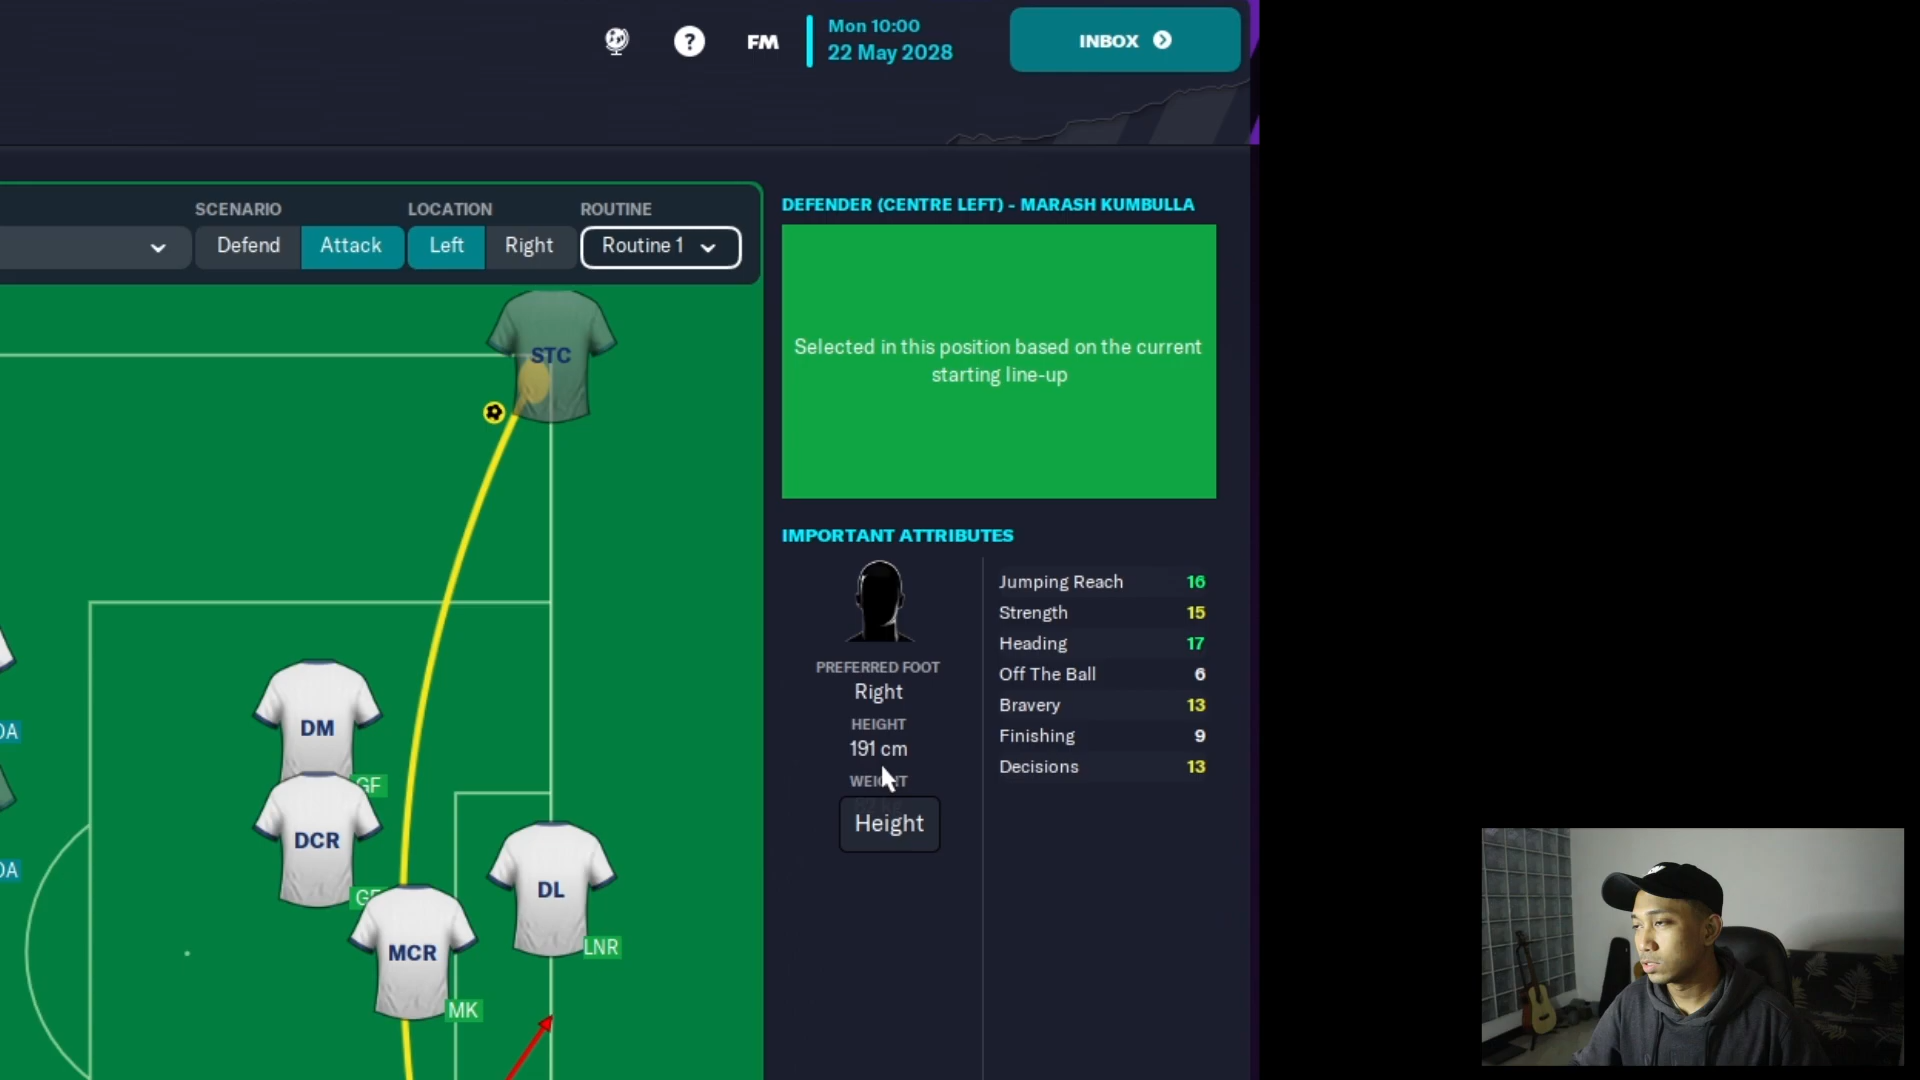 Mon 10:00
22 May 2028
?
FM
INBOX
SCENARIO
LOCATION
ROUTINE
Defend
Attack
Left
Right
Routine 1
DEFENDER (CENTRE LEFT) - MARASH KUMBULLA
Selected in this position based on the current
starting line-up
STC
DM
GF
DCR
DL
LNR
MCR
MK
IMPORTANT ATTRIBUTES
PREFERRED FOOT
Right
HEIGHT
191 cm
WEIGHT
Height
Jumping Reach 16
Strength 15
Heading 17
Off The Ball 6
Bravery 13
Finishing 9
Decisions 13